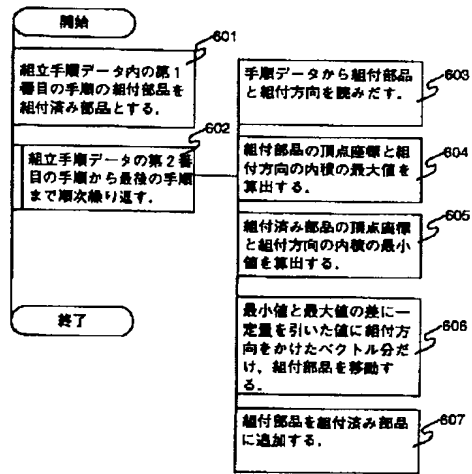 開始
601
組立手順データ内の第1
番目の手順の組付部品を
組付済み部品とする.
602
組立手順データの第2番
目の手順から最後の手順
まで順次繰り返す.
終了
603
手順データから組付部品
と組付方向を読みだす.
604
組付部品の頂点座標と組
付方向の内積の最大値を
算出する.
605
組付済み部品の頂点座標
と組付方向の内積の最小
値を算出する.
606
最小値と最大値の差に一
定量を引いた値に組付方
向をかけたベクトル分だ
け,組付部品を移動す
る.
607
組付部品を組付済み部品
に追加する.